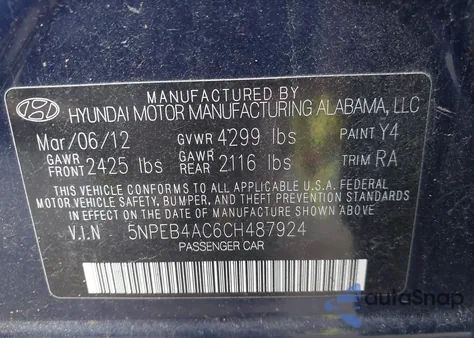 MANUFACTURED BY
HYUNDAI MOTOR MANUFACTURING ALABAMA, LLC
Mar/06/12 GVWR 4299 lbs PAINT Y4
GAWR FRONT 2425 lbs GAWR REAR 2116 lbs TRIM RA
THIS VEHICLE CONFORMS TO ALL APPLICABLE U.S.A. FEDERAL
MOTOR VEHICLE SAFETY, BUMPER, AND THEFT PREVENTION STANDARDS
IN EFFECT ON THE DATE OF MANUFACTURE SHOWN ABOVE.
V.I.N 5NPEB4AC6CH487924
PASSENGER CAR
AutaSnap